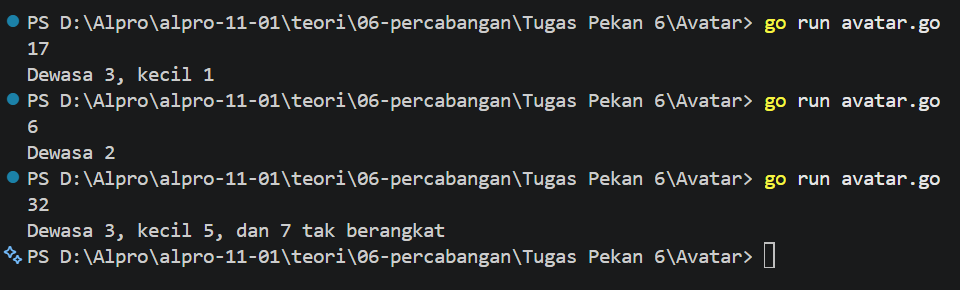 PS D:\Alpro\alpro-11-01\teori\06-percabangan\Tugas Pekan 6\Avatar> go run avatar.go
17
Dewasa 3, kecil 1
PS D:\Alpro\alpro-11-01\teori\06-percabangan\Tugas Pekan 6\Avatar> go run avatar.go
6
Dewasa 2
PS D:\Alpro\alpro-11-01\teori\06-percabangan\Tugas Pekan 6\Avatar> go run avatar.go
32
Dewasa 3, kecil 5, dan 7 tak berangkat
PS D:\Alpro\alpro-11-01\teori\06-percabangan\Tugas Pekan 6\Avatar>